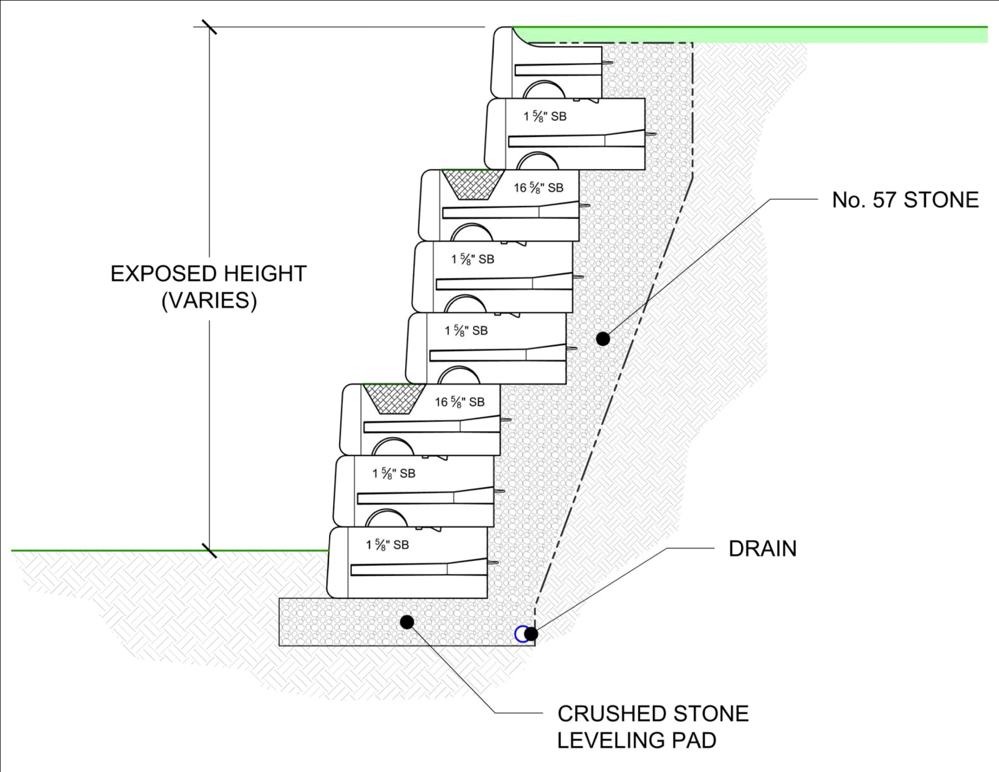 1 ⅝" SB
16 ⅝" SB
No. 57 STONE
1 ⅝" SB
EXPOSED HEIGHT
(VARIES)
1 ⅝" SB
16 ⅝" SB
1 ⅝" SB
1 ⅝" SB
DRAIN
CRUSHED STONE
LEVELING PAD